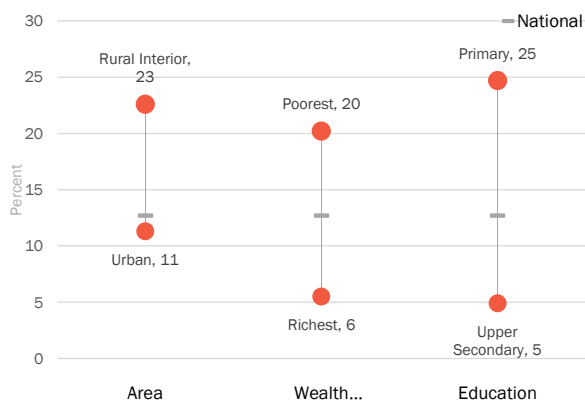 30
National
Rural Interior,
23
Primary, 25
25
Poorest, 20
20
15
Percent
10
Urban, 11
5
Richest, 6
Upper
Secondary, 5
0
Area
Wealth...
Education